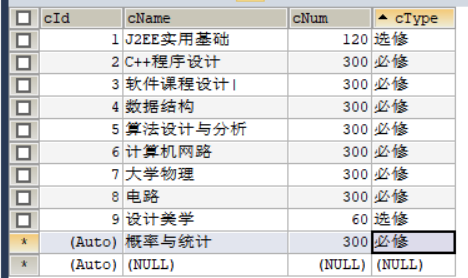 cId cName cNum cType
1 J2EE实用基础 120 选修
2 C++程序设计 300 必修
3 软件课程设计| 300 必修
4 数据结构 300 必修
5 算法设计与分析 300 必修
6 计算机网路 300 必修
7 大学物理 300 必修
8 电路 300 必修
9 设计美学 60 选修
* (Auto) 概率与统计 300 必修
* (Auto) (NULL) (NULL) (NULL)